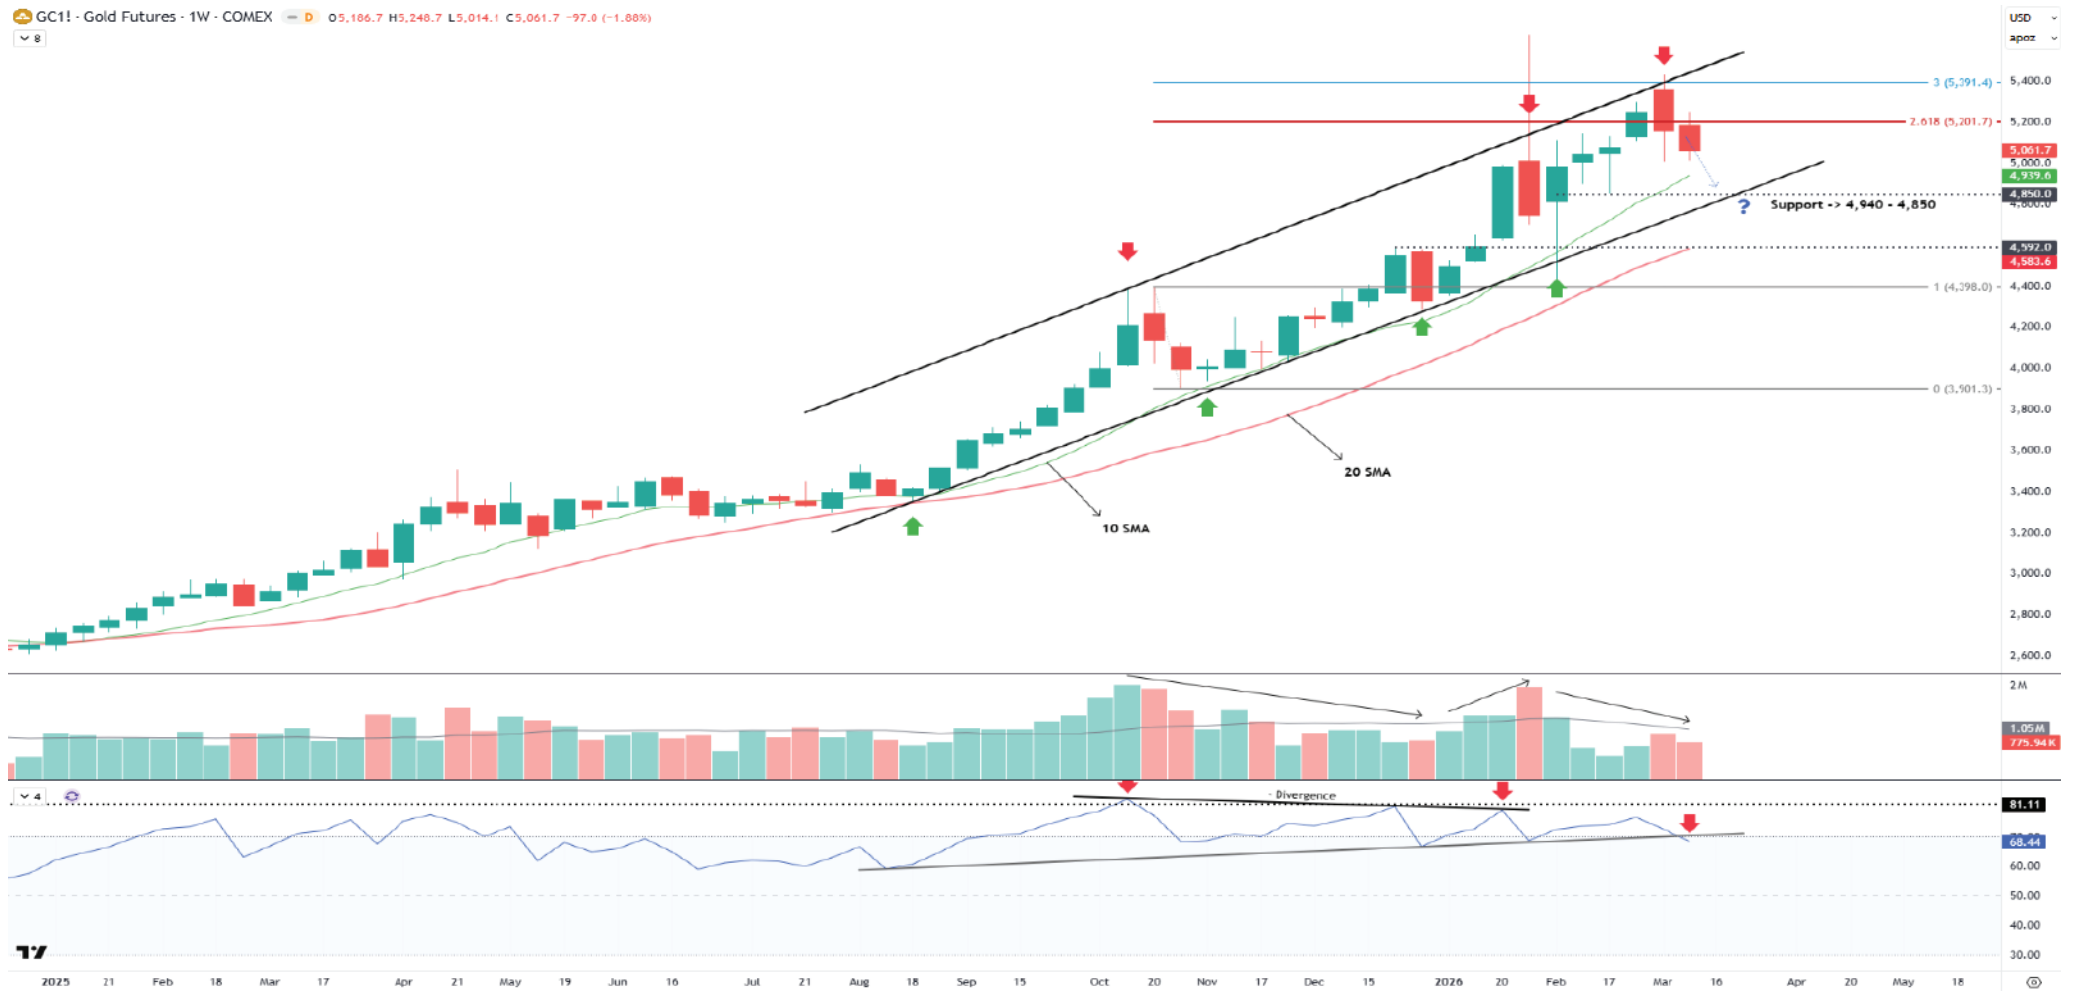 GC1! · Gold Futures · 1W · COMEX D O5,186.7 H5,248.7 L5,014.1 C5,061.7 −97.0 (−1.88%)
8
USD
apoz
3 (5,391.4)
5,400.0
2.618 (5,201.7)
5,200.0
5,061.7
5,000.0
4,939.6
4,850.0
4,800.0
? Support -> 4,940 - 4,850
4,592.0
4,583.6
1 (4,398.0)
4,400.0
4,200.0
4,000.0
0 (3,901.3)
3,800.0
3,600.0
20 SMA
3,400.0
10 SMA
3,200.0
3,000.0
2,800.0
2,600.0
2M
1.05M
775.94K
4
- Divergence
81.11
68.44
60.00
50.00
40.00
30.00
2025 21 Feb 18 Mar 17 Apr 21 May 19 Jun 16 Jul 21 Aug 18 Sep 15 Oct 20 Nov 17 Dec 15 2026 20 Feb 17 Mar 16 Apr 20 May 18